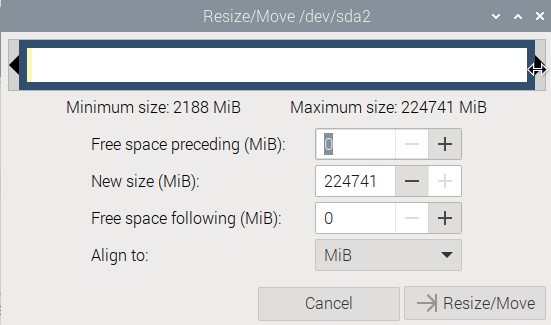 Resize/Move /dev/sda2
Minimum size: 2188 MiB Maximum size: 224741 MiB
Free space preceding (MiB): 0
New size (MiB): 224741
Free space following (MiB): 0
Align to: MiB
Cancel Resize/Move